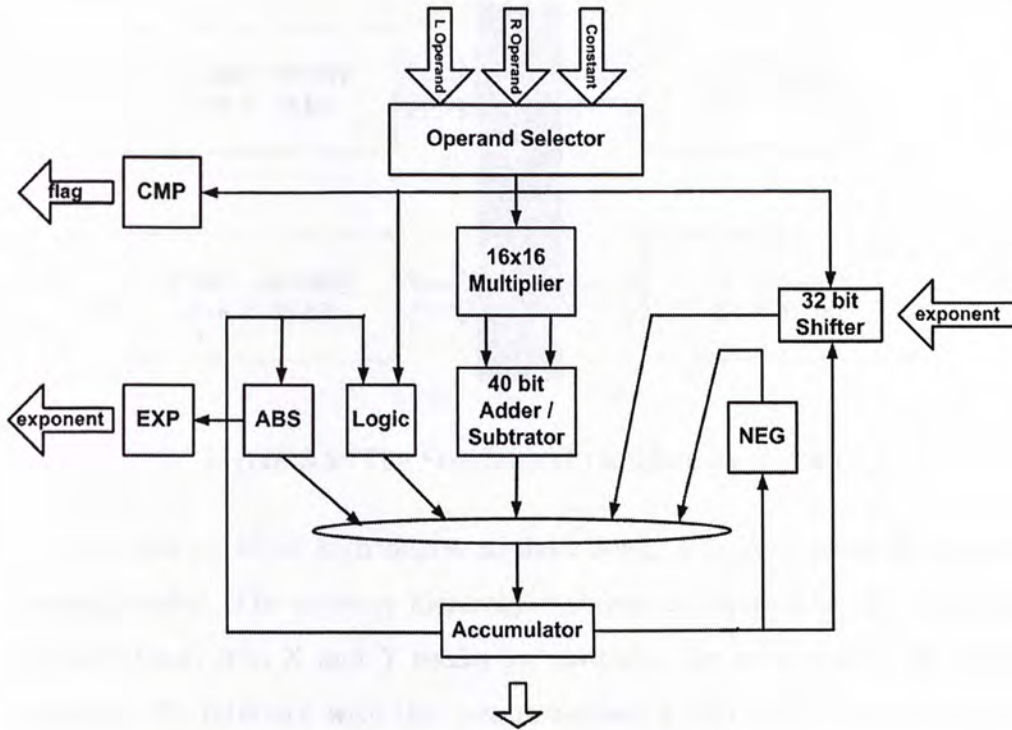 L Operand
R Operand
Constant
Operand Selector
flag
CMP
16x16
Multiplier
32 bit
Shifter
exponent
exponent
EXP
ABS
Logic
40 bit
Adder /
Subtrator
NEG
Accumulator